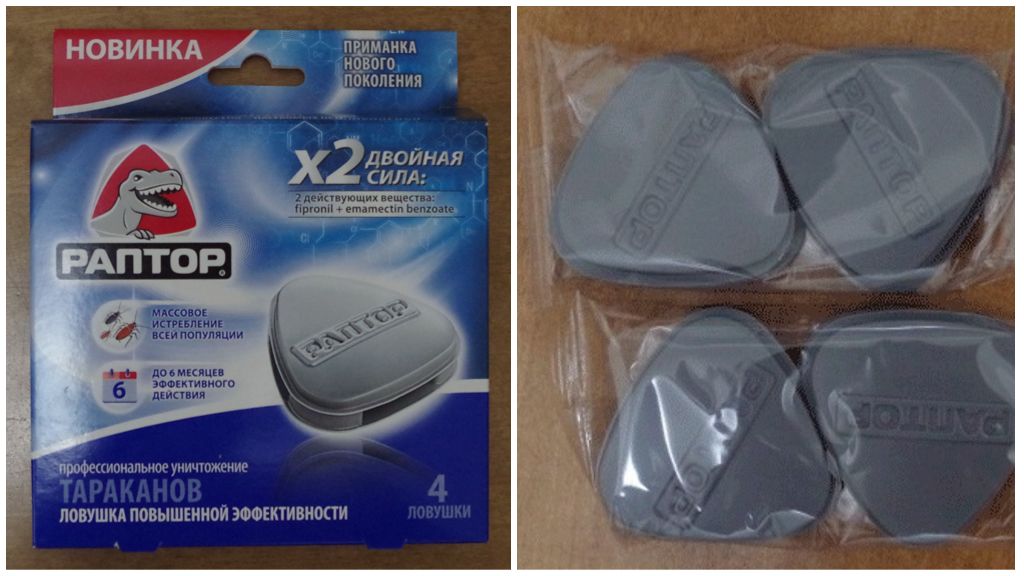 НОВИНКА
ПРИМАНКА
НОВОГО
ПОКОЛЕНИЯ
x2 ДВОЙНАЯ
СИЛА:
2 действующих вещества:
fipronil + emamectin benzoate
РАПТОР®
РАПТОР
МАССОВОЕ
ИСТРЕБЛЕНИЕ
ВСЕЙ ПОПУЛЯЦИИ
6
ДО 6 МЕСЯЦЕВ
ЭФФЕКТИВНОГО
ДЕЙСТВИЯ
профессиональное уничтожение
ТАРАКАНОВ
ЛОВУШКА ПОВЫШЕННОЙ ЭФФЕКТИВНОСТИ
4
ЛОВУШКИ
РАПТОР
РАПТОР
РАПТОР
РАПТОР